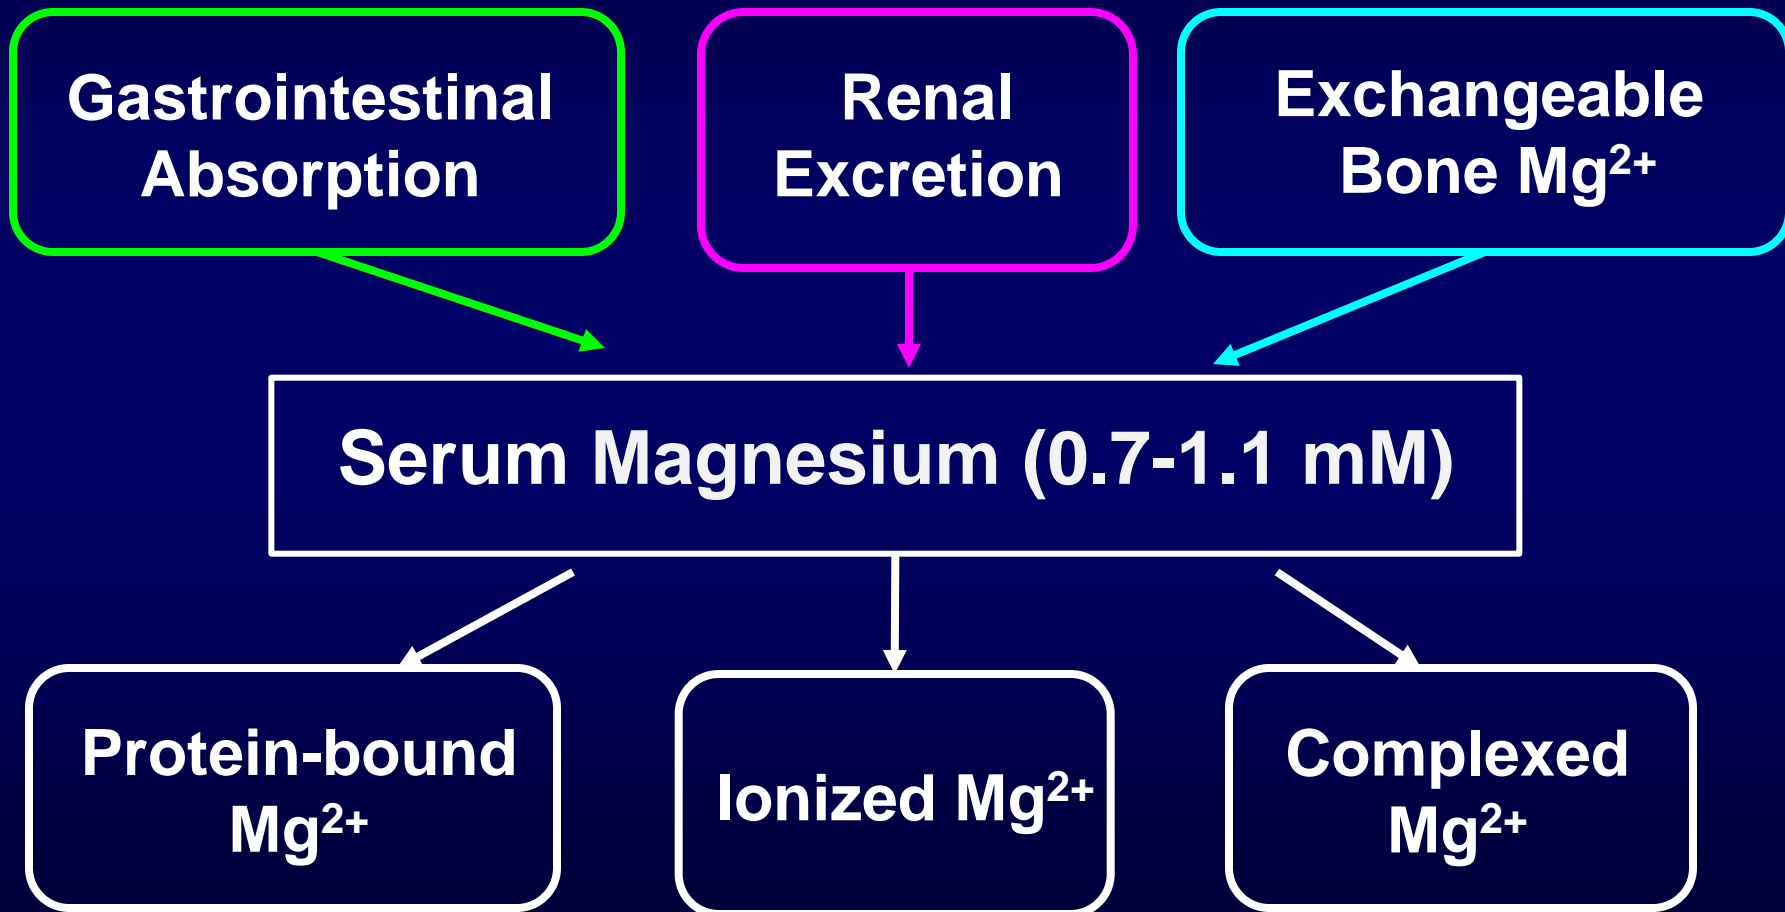 Gastrointestinal
Absorption
Renal
Excretion
Exchangeable
Bone Mg²⁺
Serum Magnesium (0.7-1.1 mM)
Protein-bound
Mg²⁺
Ionized Mg²⁺
Complexed
Mg²⁺